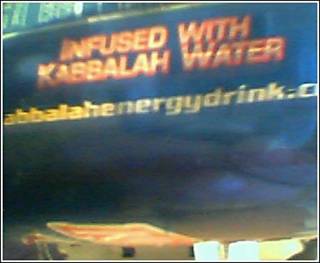 INFUSED WITH
KABBALAH WATER
abbalahenergydrink.c